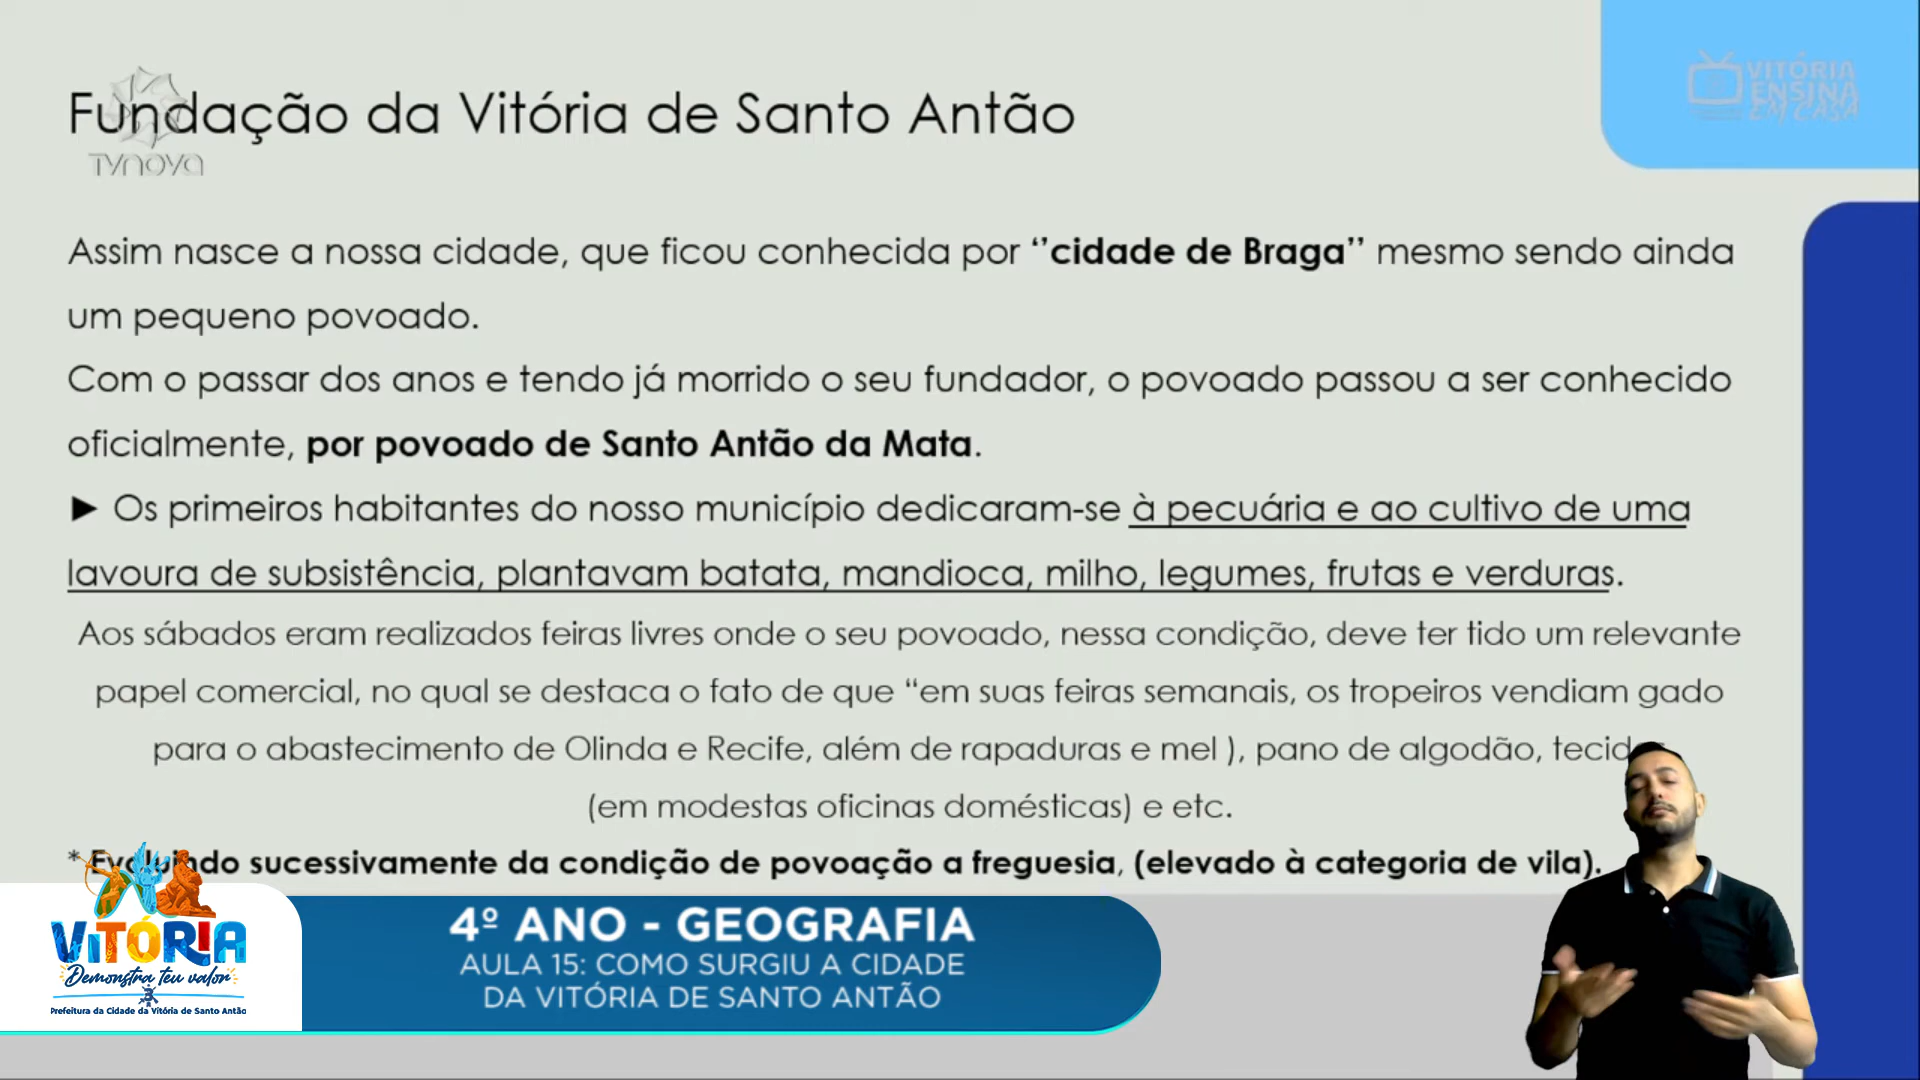 Fundação da Vitória de Santo Antão
TVNOVA
VITÓRIA
ENSINA
EM CASA
Assim nasce a nossa cidade, que ficou conhecida por ‘’cidade de Braga’’ mesmo sendo ainda
um pequeno povoado.
Com o passar dos anos e tendo já morrido o seu fundador, o povoado passou a ser conhecido
oficialmente, por povoado de Santo Antão da Mata.
► Os primeiros habitantes do nosso município dedicaram-se à pecuária e ao cultivo de uma
lavoura de subsistência, plantavam batata, mandioca, milho, legumes, frutas e verduras.
Aos sábados eram realizados feiras livres onde o seu povoado, nessa condição, deve ter tido um relevante
papel comercial, no qual se destaca o fato de que “em suas feiras semanais, os tropeiros vendiam gado
para o abastecimento de Olinda e Recife, além de rapaduras e mel ), pano de algodão, tecidos
(em modestas oficinas domésticas) e etc.
* Evoluindo sucessivamente da condição de povoação a freguesia, (elevado à categoria de vila).
VITÓRIA
Demonstra teu valor
Prefeitura da Cidade da Vitória de Santo Antão
4º ANO - GEOGRAFIA
AULA 15: COMO SURGIU A CIDADE
DA VITÓRIA DE SANTO ANTÃO